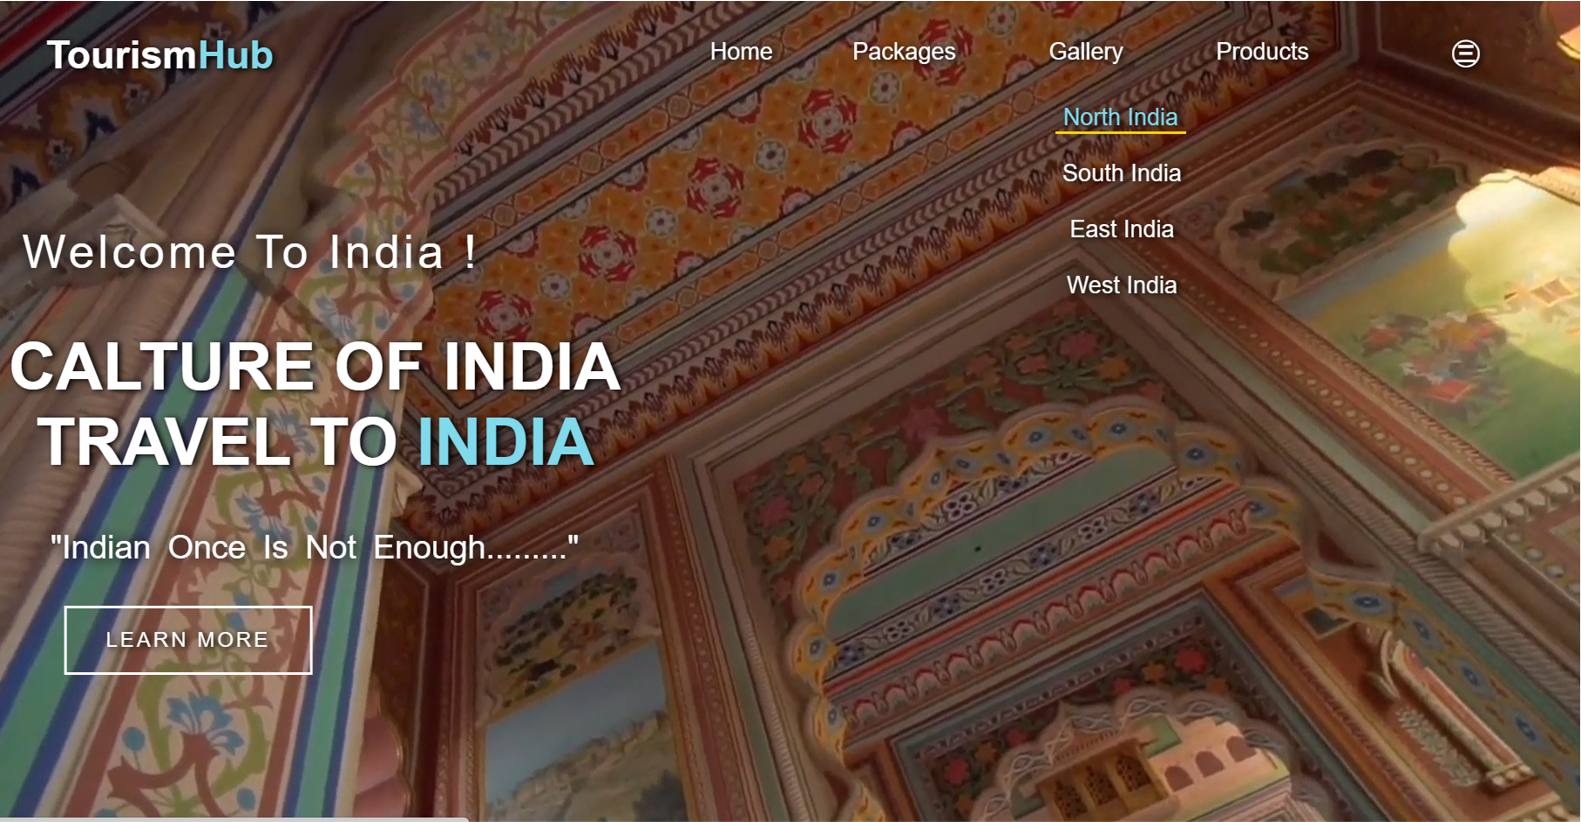 TourismHub
Home Packages Gallery Products
North India
South India
East India
West India
Welcome To India !
CALTURE OF INDIA
TRAVEL TO INDIA
"Indian Once Is Not Enough........."
LEARN MORE